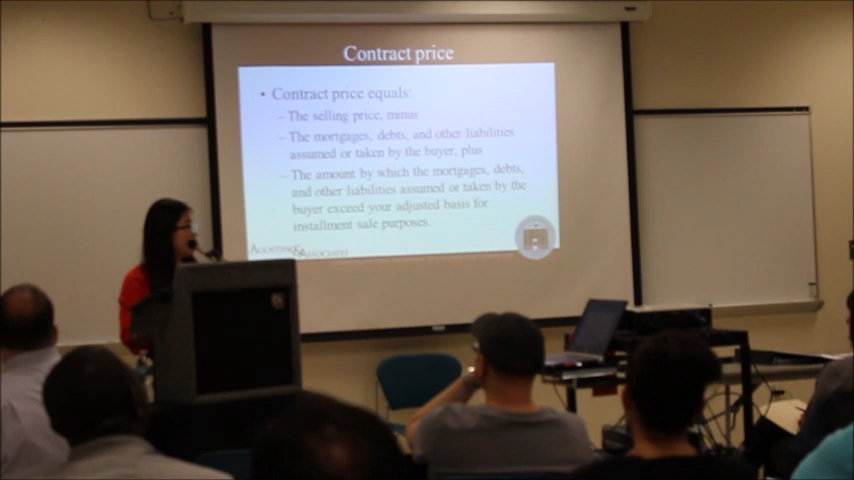 Contract price
• Contract price equals:
– The selling price, minus
– The mortgages, debts, and other liabilities
assumed or taken by the buyer, plus
– The amount by which the mortgages, debts,
and other liabilities assumed or taken by the
buyer exceed your adjusted basis for
installment sale purposes.
AGOSTINO
& ASSOCIATES